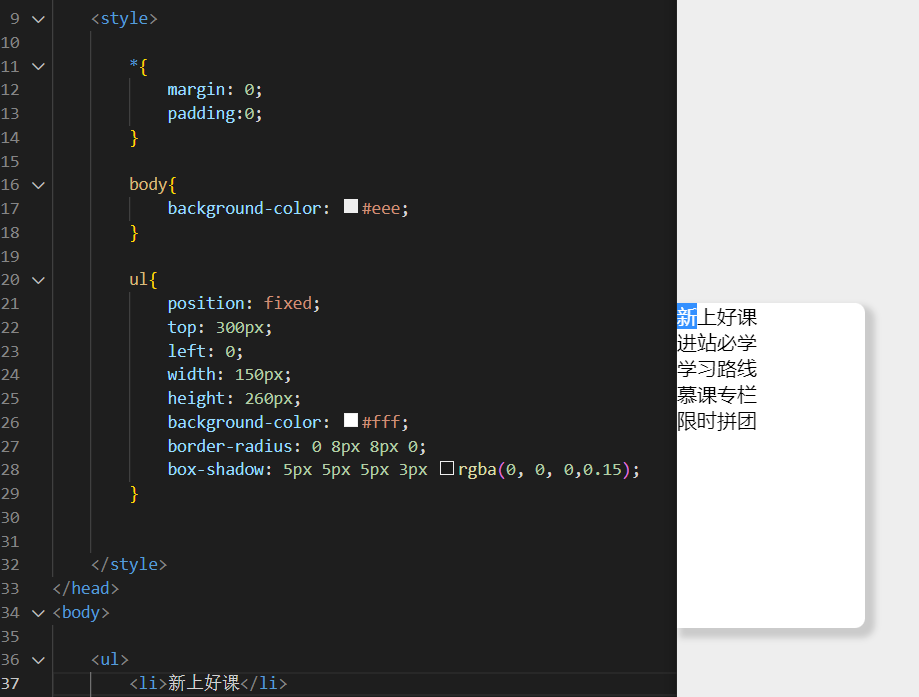 9 <style>
10
11 *{
12 margin: 0;
13 padding:0;
14 }
15
16 body{
17 background-color: #eee;
18 }
19
20 ul{
21 position: fixed;
22 top: 300px;
23 left: 0;
24 width: 150px;
25 height: 260px;
26 background-color: #fff;
27 border-radius: 0 8px 8px 0;
28 box-shadow: 5px 5px 5px 3px rgba(0, 0, 0,0.15);
29 }
30
31
32 </style>
33 </head>
34 <body>
35
36 <ul>
37 <li>新上好课</li>
新上好课
进站必学
学习路线
慕课专栏
限时拼团